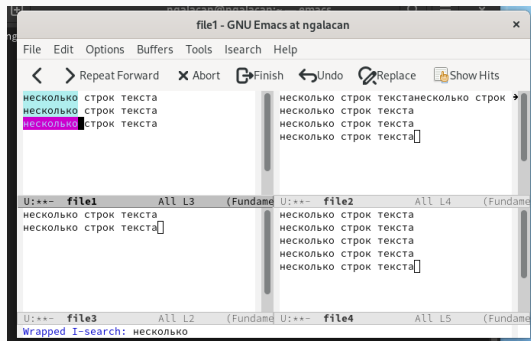 ngalacan@ngalacan:~ emacs
file1 - GNU Emacs at ngalacan
File Edit Options Buffers Tools Isearch Help
Repeat Forward Abort Finish Undo Replace Show Hits
несколько строк текста
несколько строк текста
несколько строк текста
U:**- file1 All L3 (Fundame
несколько строк текстанесколько строк
несколько строк текста
несколько строк текста
несколько строк текста
U:**- file2 All L4 (Fundame
несколько строк текста
несколько строк текста
U:**- file3 All L2 (Fundame
несколько строк текста
несколько строк текста
несколько строк текста
несколько строк текста
несколько строк текста
U:**- file4 All L5 (Fundame
Wrapped I-search: несколько